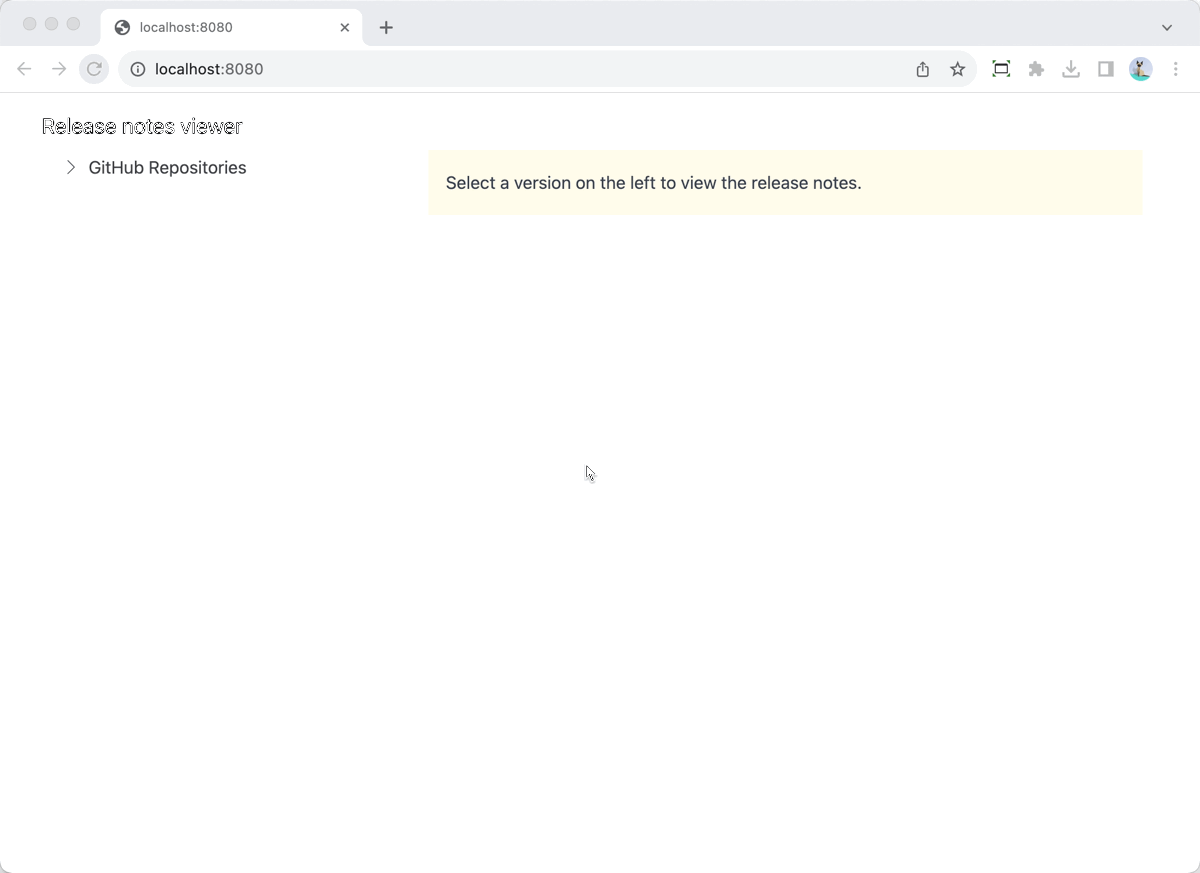 localhost:8080
localhost:8080
Release notes viewer
GitHub Repositories
Select a version on the left to view the release notes.